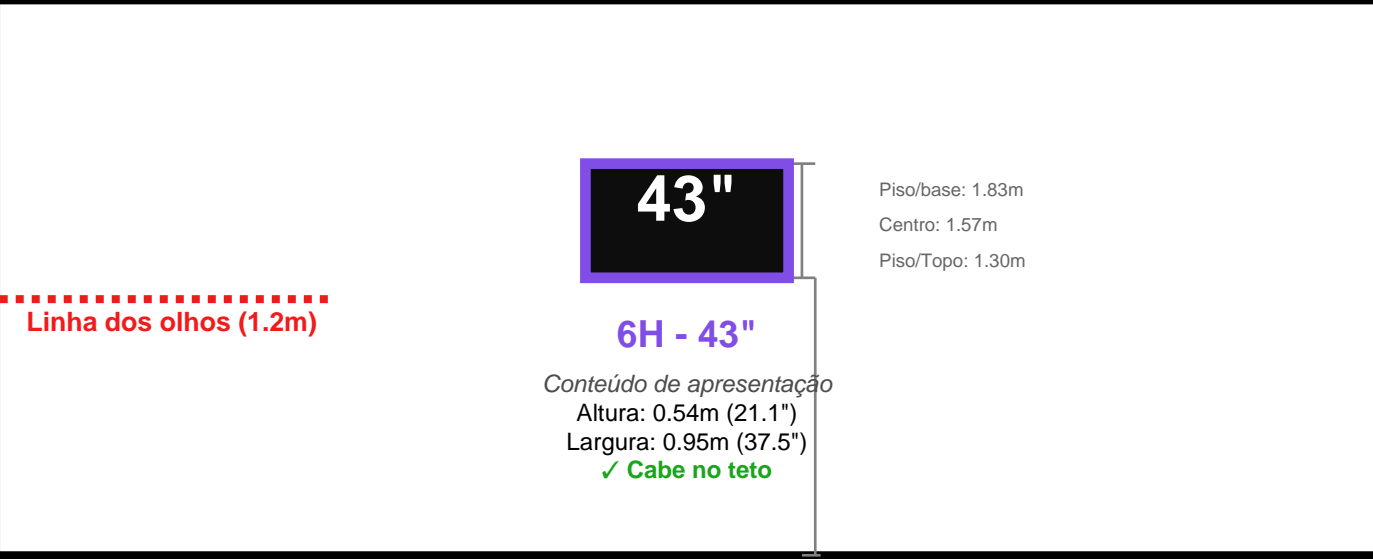 43"
Piso/base: 1.83m
Centro: 1.57m
Piso/Topo: 1.30m
Linha dos olhos (1.2m)
6H - 43"
Conteúdo de apresentação
Altura: 0.54m (21.1")
Largura: 0.95m (37.5")
✓ Cabe no teto